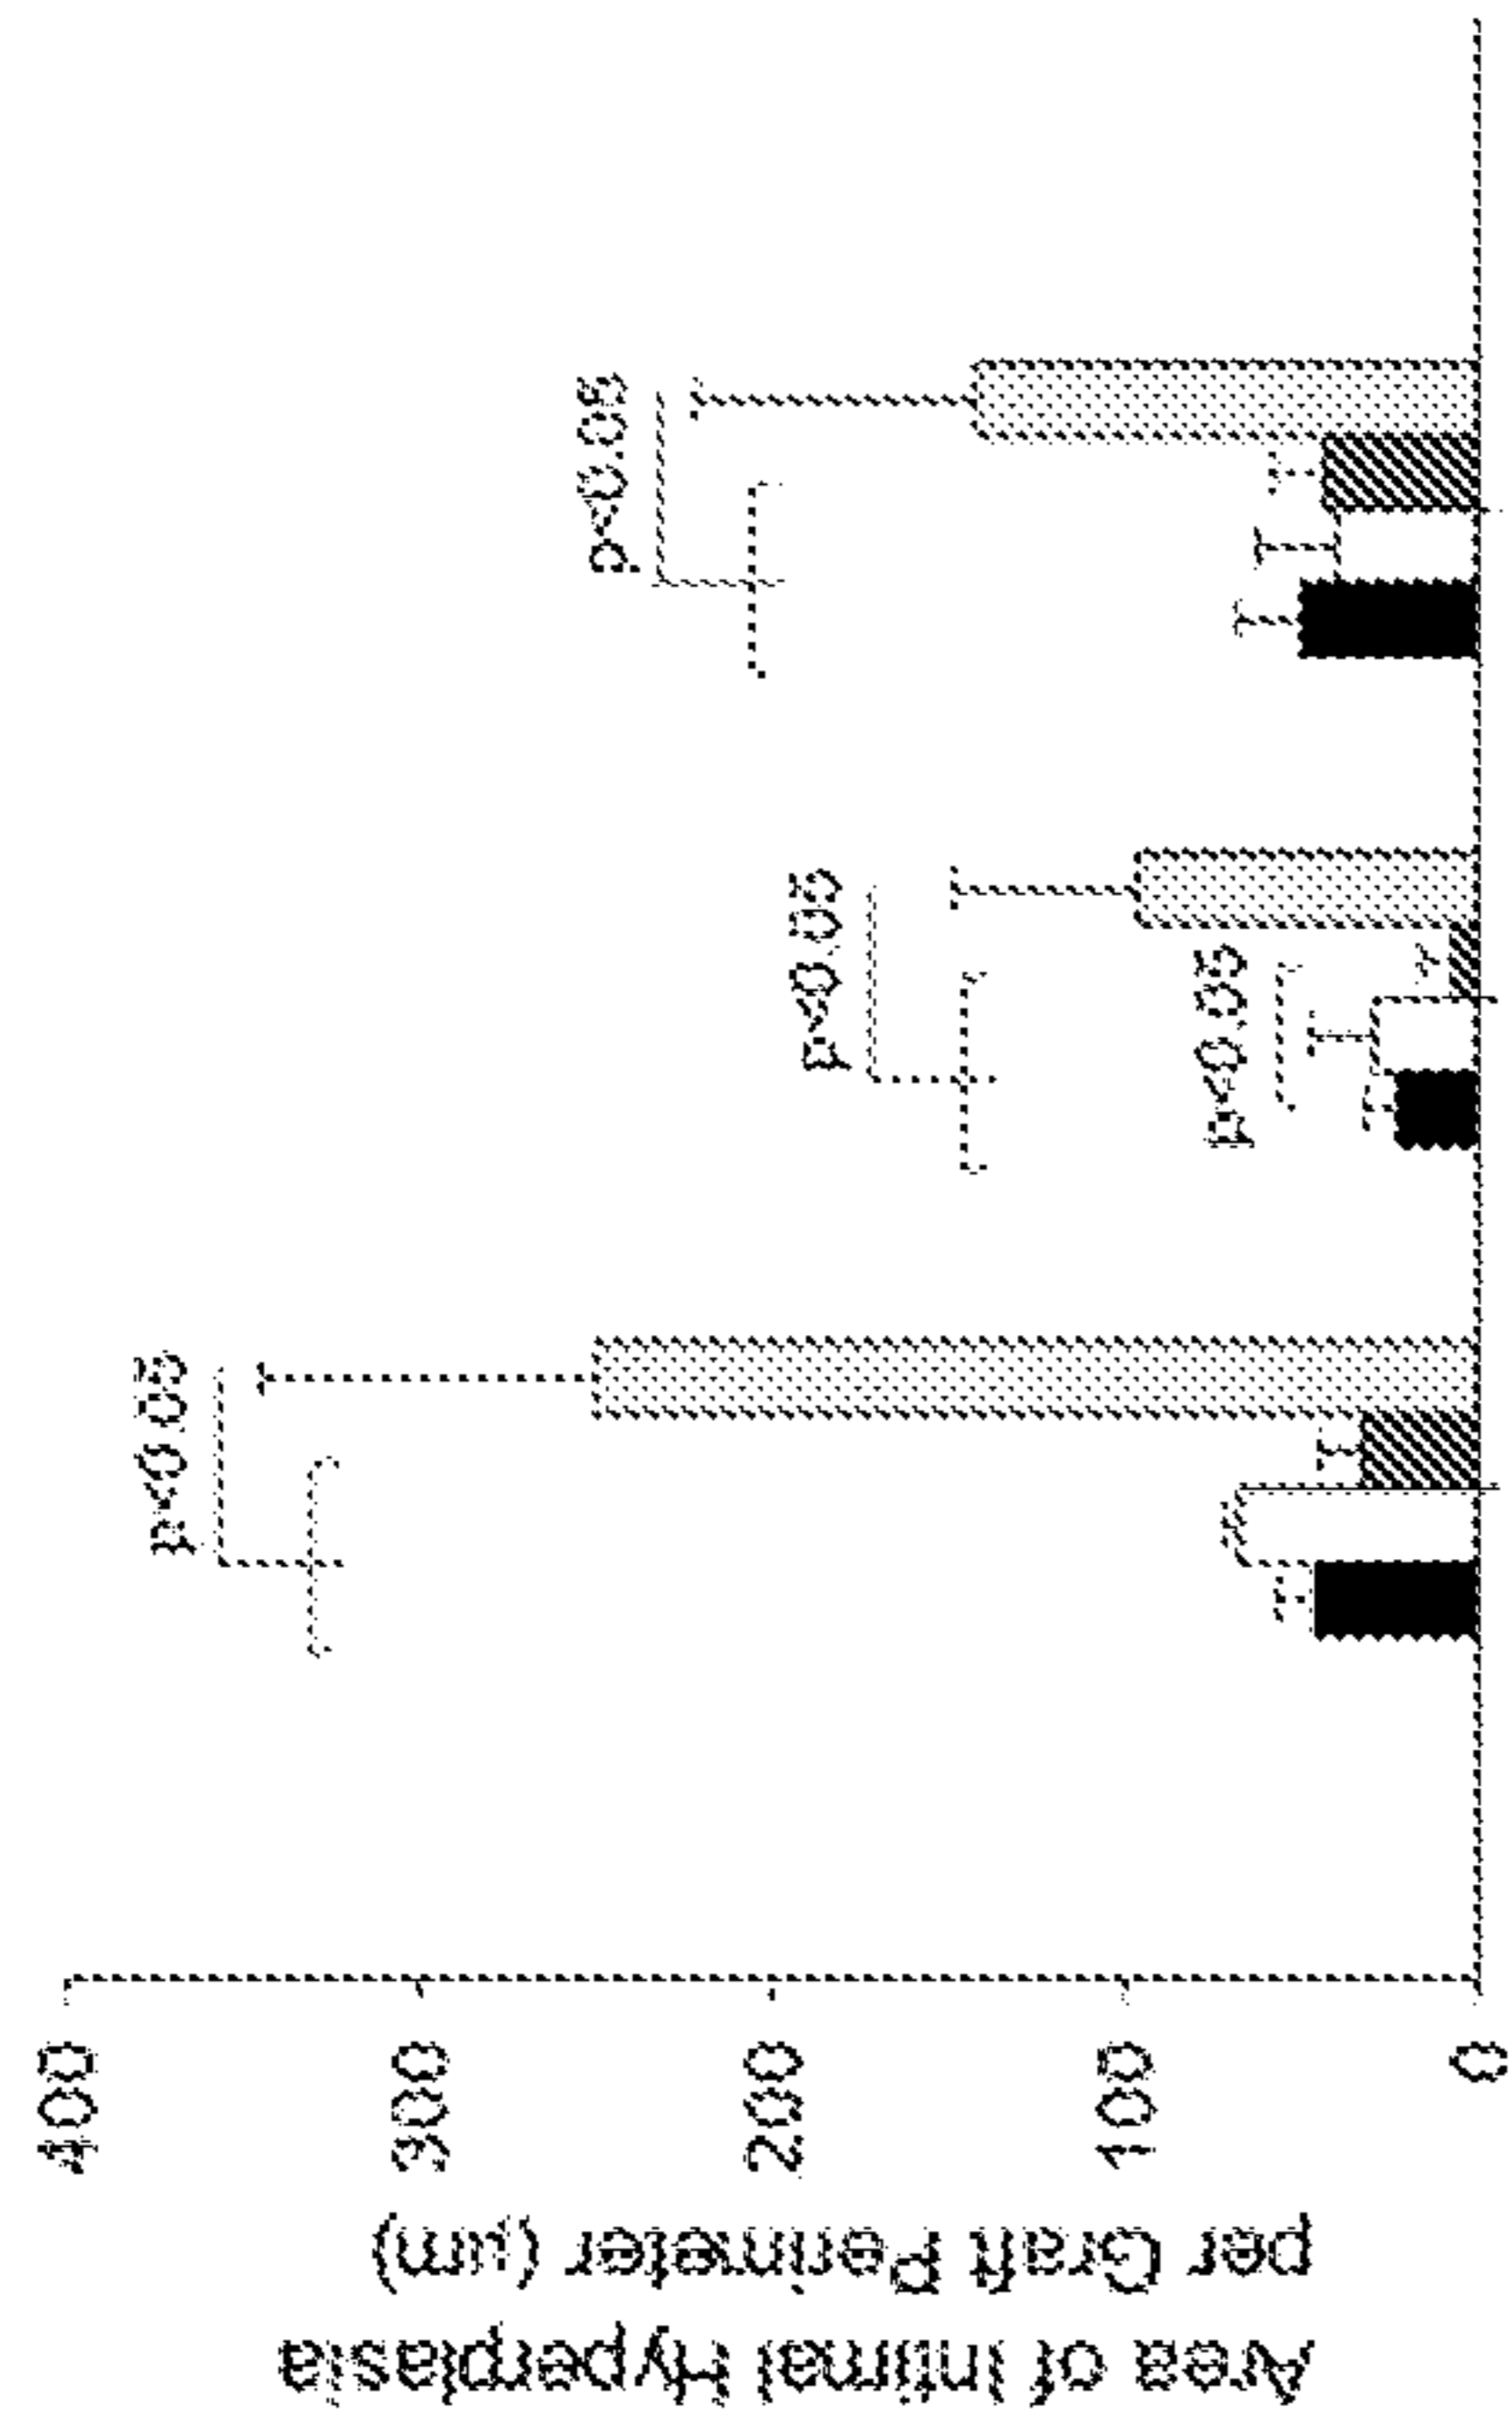 Area of Intimal Hyperplasia
per Graft Perimeter (um)
400
300
200
100
0
p<0.05
p<0.05
p<0.05
p<0.05